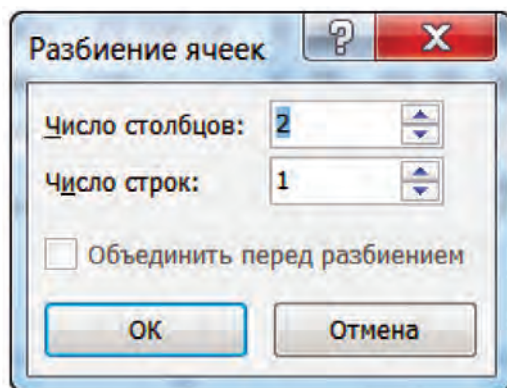 Разбиение ячеек
Число столбцов: 2
Число строк: 1
Объединить перед разбиением
ОК Отмена